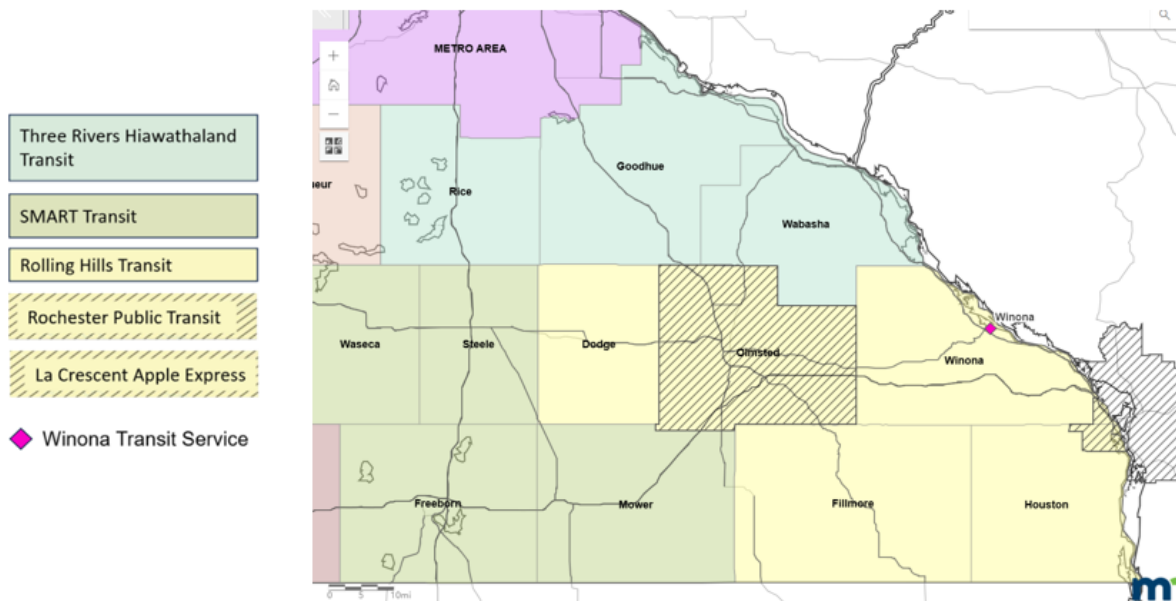 Three Rivers Hiawathaland
Transit
SMART Transit
Rolling Hills Transit
Rochester Public Transit
La Crescent Apple Express
Winona Transit Service
METRO AREA
Goodhue
ueur
Rice
Wabasha
Winona
Waseca
Steele
Dodge
Olmsted
Winona
Freeborn
Mower
Fillmore
Houston
0 5 10mi
m